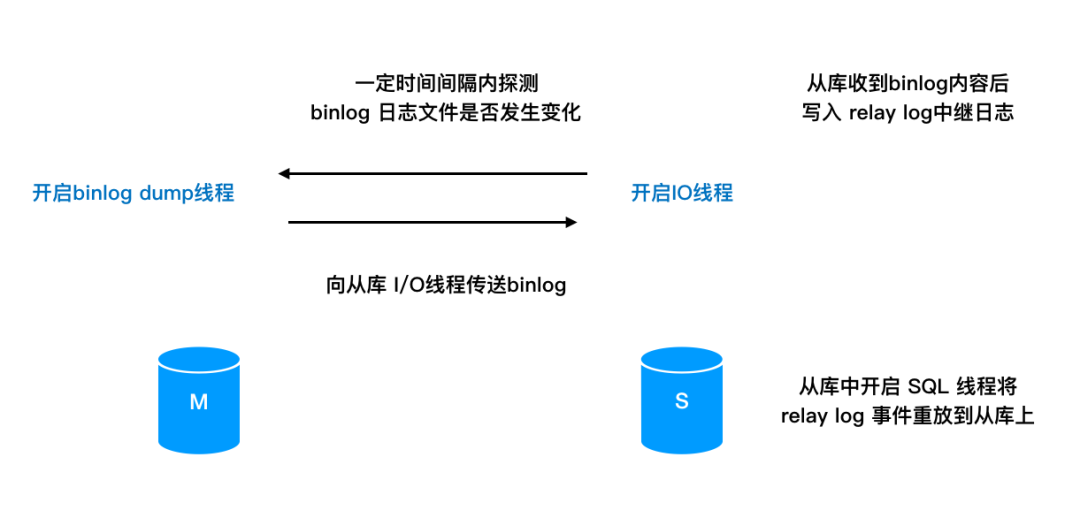 一定时间间隔内探测
binlog 日志文件是否发生变化
从库收到binlog内容后
写入 relay log中继日志
开启binlog dump线程
开启IO线程
向从库 I/O线程传送binlog
M
S
从库中开启 SQL 线程将
relay log 事件重放到从库上